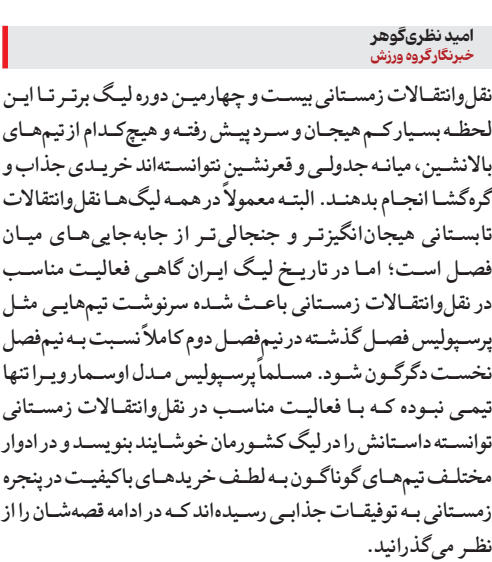 امید نظری‌گوهر
خبرنگار گروه ورزش
نقل‌وانتقالات زمستانی بیست و چهارمین دوره لیگ برتر تا این
لحظه بسیار کم هیجان و سرد پیش رفته و هیچ‌کدام از تیم‌های
بالانشین، میانه جدولی و قعرنشین نتوانسته‌اند خریدی جذاب و
گره‌گشا انجام بدهند. البته معمولاً در همه لیگ‌ها نقل‌وانتقالات
تابستانی هیجان‌انگیزتر و جنجالی‌تر از جابه‌جایی‌های میان
فصل است؛ اما در تاریخ لیگ ایران گاهی فعالیت مناسب
در نقل‌وانتقالات زمستانی باعث شده سرنوشت تیم‌هایی مثل
پرسپولیس فصل گذشته در نیم‌فصل دوم کاملاً نسبت به نیم‌فصل
نخست دگرگون شود. مسلماً پرسپولیس مدل اوسمار ویرا تنها
تیمی نبوده که با فعالیت مناسب در نقل‌وانتقالات زمستانی
توانسته داستانش را در لیگ کشورمان خوشایند بنویسد و در ادوار
مختلف تیم‌های گوناگون به لطف خریدهای باکیفیت در پنجره
زمستانی به توفیقات جذابی رسیده‌اند که در ادامه قصه‌شان را از
نظر می‌گذرانید.